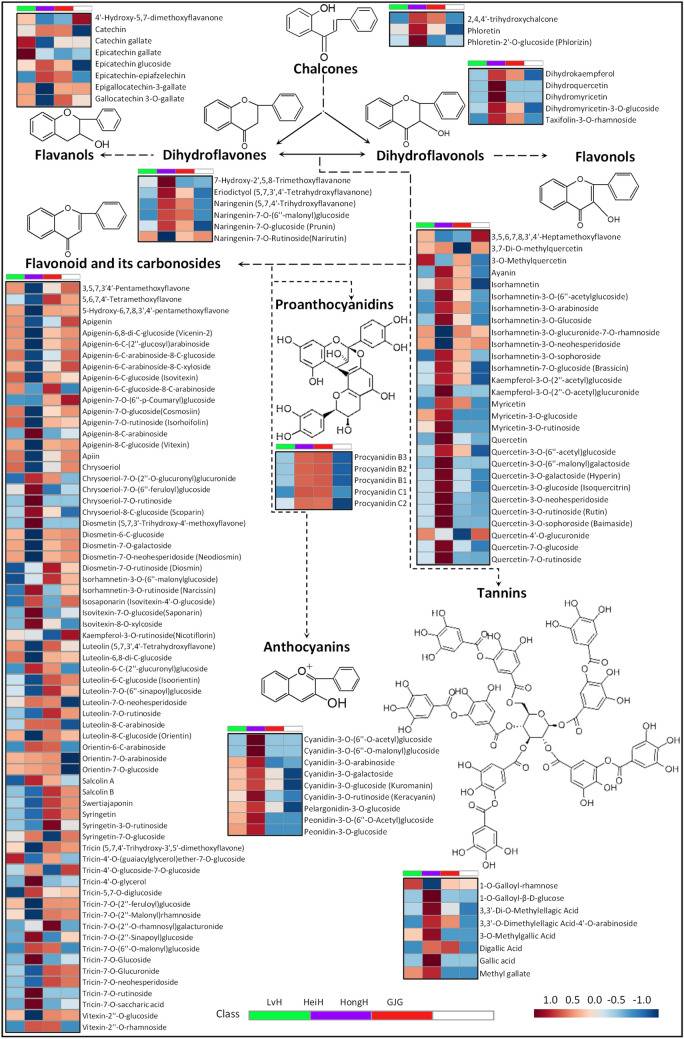 4'-Hydroxy-5,7-dimethoxyflavanone
Catechin
Catechin gallate
Epicatechin gallate
Epicatechin glucoside
Epicatechin-epiafzelechin
Epigallocatechin-3-gallate
Gallocatechin 3-O-gallate
OH
O
Chalcones
2,4,4'-trihydroxychalcone
Phloretin
Phloretin-2'-O-glucoside (Phlorizin)
Dihydrokaempferol
Dihydroquercetin
Dihydromyricetin
Dihydromyricetin-3-O-glucoside
Taxifolin-3-O-rhamnoside
Flavanols
Dihydroflavones
Dihydroflavonols
Flavonols
7-Hydroxy-2',5,8-Trimethoxyflavanone
Eriodictyol (5,7,3',4'-Tetrahydroxyflavanone)
Naringenin (5,7,4'-Trihydroxyflavanone)
Naringenin-7-O-(6''-malonyl)glucoside
Naringenin-7-O-glucoside (Prunin)
Naringenin-7-O-Rutinoside(Narirutin)
Flavonoid and its carbonosides
3,5,7,3'4'-Pentamethoxyflavone
5,6,7,4'-Tetramethoxyflavone
5-Hydroxy-6,7,8,3',4'-pentamethoxyflavone
Apigenin
Apigenin-6,8-di-C-glucoside (Vicenin-2)
Apigenin-6-C-(2''-glucosyl)arabinoside
Apigenin-6-C-arabinoside-8-C-glucoside
Apigenin-6-C-arabinoside-8-C-xyloside
Apigenin-6-C-glucoside (Isovitexin)
Apigenin-6-C-glucoside-8-C-arabinoside
Apigenin-7-O-(6''-p-Coumaryl)glucoside
Apigenin-7-O-glucoside(Cosmosiin)
Apigenin-7-O-rutinoside (Isorhoifolin)
Apigenin-8-C-arabinoside
Apigenin-8-C-glucoside (Vitexin)
Apiin
Chrysoeriol
Chrysoeriol-7-O-(2''-O-glucuronyl)glucuronide
Chrysoeriol-7-O-(6''-feruloyl)glucoside
Chrysoeriol-7-O-rutinoside
Chrysoeriol-8-C-glucoside (Scoparin)
Diosmetin (5,7,3'-Trihydroxy-4'-methoxyflavone)
Diosmetin-6-C-glucoside
Diosmetin-7-O-galactoside
Diosmetin-7-O-neohesperidoside (Neodiosmin)
Diosmetin-7-O-rutinoside (Diosmin)
Isorhamnetin-3-O-(6''-malonylglucoside
Isorhamnetin-3-O-rutinoside (Narcissin)
Isosaponarin (Isovitexin-4'-O-glucoside)
Isovitexin-7-O-glucoside(Saponarin)
Isovitexin-8-O-xylcoside
Kaempferol-3-O-rutinoside(Nicotiflorin)
Luteolin (5,7,3',4'-Tetrahydroxyflavone)
Luteolin-6,8-di-C-glucoside
Luteolin-6-C-(2''-glucuronyl)glucoside
Luteolin-6-C-glucoside (Isoorientin)
Luteolin-7-O-(6''-sinapoyl)glucoside
Luteolin-7-O-neohesperidoside
Luteolin-7-O-rutinoside
Luteolin-8-C-arabinoside
Luteolin-8-C-glucoside (Orientin)
Orientin-6-C-arabinoside
Orientin-7-O-arabinoside
Orientin-7-O-glucoside
Salcolin A
Salcolin B
Swertiajaponin
Syringetin
Syringetin-3-O-rutinoside
Syringetin-7-O-glucoside
Tricin (5,7,4'-Trihydroxy-3',5'-dimethoxyflavone)
Tricin-4'-O-(guaiacylglycerol)ether-7-O-glucoside
Tricin-4'-O-glucoside-7-O-glucoside
Tricin-4'-O-glycerol
Tricin-5,7-O-diglucoside
Tricin-7-O-(2''-feruloyl)glucoside
Tricin-7-O-(2''-Malonyl)rhamnoside
Tricin-7-O-(2''-O-rhamnosyl)galacturonide
Tricin-7-O-(2''-Sinapoyl)glucoside
Tricin-7-O-(6''-O-malonyl)glucoside
Tricin-7-O-Glucoside
Tricin-7-O-Glucuronide
Tricin-7-O-neohesperidoside
Tricin-7-O-rutinoside
Tricin-7-O-saccharic acid
Vitexin-2''-O-glucoside
Vitexin-2''-O-rhamnoside
Proanthocyanidins
Procyanidin B3
Procyanidin B2
Procyanidin B1
Procyanidin C1
Procyanidin C2
3,5,6,7,8,3',4'-Heptamethoxyflavone
3,7-Di-O-methylquercetin
3-O-Methylquercetin
Ayanin
Isorhamnetin
Isorhamnetin-3-O-(6''-acetylglucoside)
Isorhamnetin-3-O-arabinoside
Isorhamnetin-3-O-Glucoside
Isorhamnetin-3-O-glucuronide-7-O-rhamnoside
Isorhamnetin-3-O-neohesperidoside
Isorhamnetin-3-O-sophoroside
Isorhamnetin-7-O-glucoside (Brassicin)
Kaempferol-3-O-(2''-acetyl)glucoside
Kaempferol-3-O-(2''-O-acetyl)glucuronide
Myricetin
Myricetin-3-O-glucoside
Myricetin-3-O-rutinoside
Quercetin
Quercetin-3-O-(6''-acetyl)glucoside
Quercetin-3-O-(6''-malonyl)galactoside
Quercetin-3-O-galactoside (Hyperin)
Quercetin-3-O-glucoside (Isoquercitrin)
Quercetin-3-O-neohesperidoside
Quercetin-3-O-rutinoside (Rutin)
Quercetin-3-O-sophoroside (Baimaside)
Quercetin-4'-O-glucuronide
Quercetin-7-O-glucoside
Quercetin-7-O-rutinoside
Tannins
Anthocyanins
Cyanidin-3-O-(6''-O-acetyl)glucoside
Cyanidin-3-O-(6''-O-malonyl)glucoside
Cyanidin-3-O-arabinoside
Cyanidin-3-O-galactoside
Cyanidin-3-O-glucoside (Kuromanin)
Cyanidin-3-O-rutinoside (Keracyanin)
Pelargonidin-3-O-glucoside
Peonidin-3-O-(6''-O-Acetyl)glucoside
Peonidin-3-O-glucoside
1-O-Galloyl-rhamnose
1-O-Galloyl-β-D-glucose
3,3'-Di-O-Methylellagic Acid
3,3'-O-Dimethylellagic Acid-4'-O-arabinoside
3-O-Methylgallic Acid
Digallic Acid
Gallic acid
Methyl gallate
LvH HeiH HongH GJG
Class
1.0 0.5 0.0 -0.5 -1.0